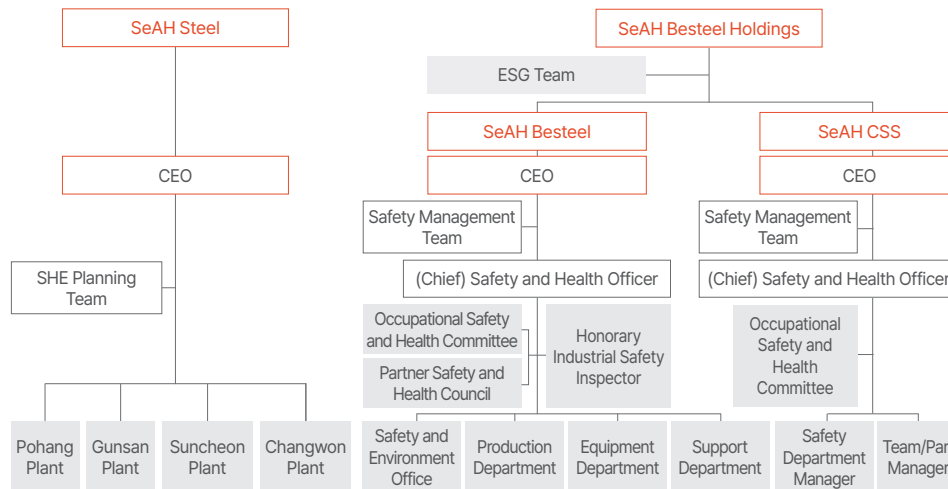 SeAH Steel
SeAH Besteel Holdings
ESG Team
SeAH Besteel
SeAH CSS
CEO
CEO
CEO
Safety Management
Team
Safety Management
Team
SHE Planning
Team
(Chief) Safety and Health Officer
(Chief) Safety and Health Officer
Occupational Safety
and Health Committee
Partner Safety and
Health Council
Honorary
Industrial Safety
Inspector
Occupational
Safety and
Health
Committee
Pohang
Plant
Gunsan
Plant
Suncheon
Plant
Changwon
Plant
Safety and
Environment
Office
Production
Department
Equipment
Department
Support
Department
Safety
Department
Manager
Team/Par
Manager